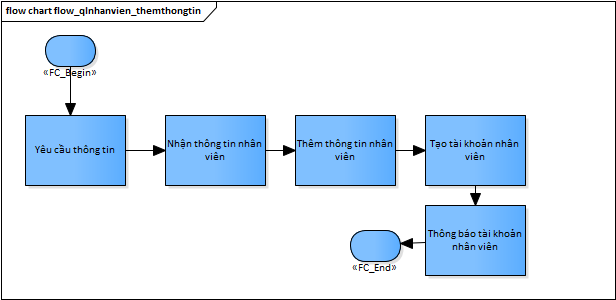 flow chart flow_qlnhanvien_themthongtin
«FC_Begin»
Yêu cầu thông tin
Nhận thông tin nhân
viên
Thêm thông tin nhân
viên
Tạo tài khoản nhân
viên
Thông báo tài khoản
nhân viên
«FC_End»